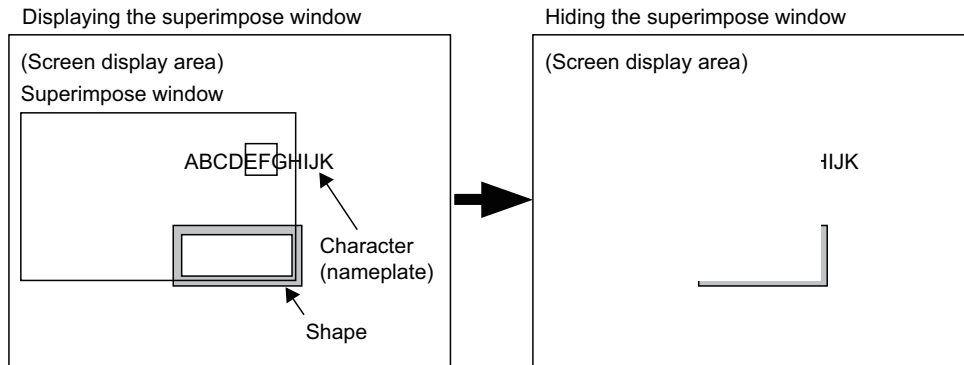 Displaying the superimpose window
(Screen display area)
Superimpose window
ABCDEFGHIJK
Character
(nameplate)
Shape
Hiding the superimpose window
(Screen display area)
HIJK